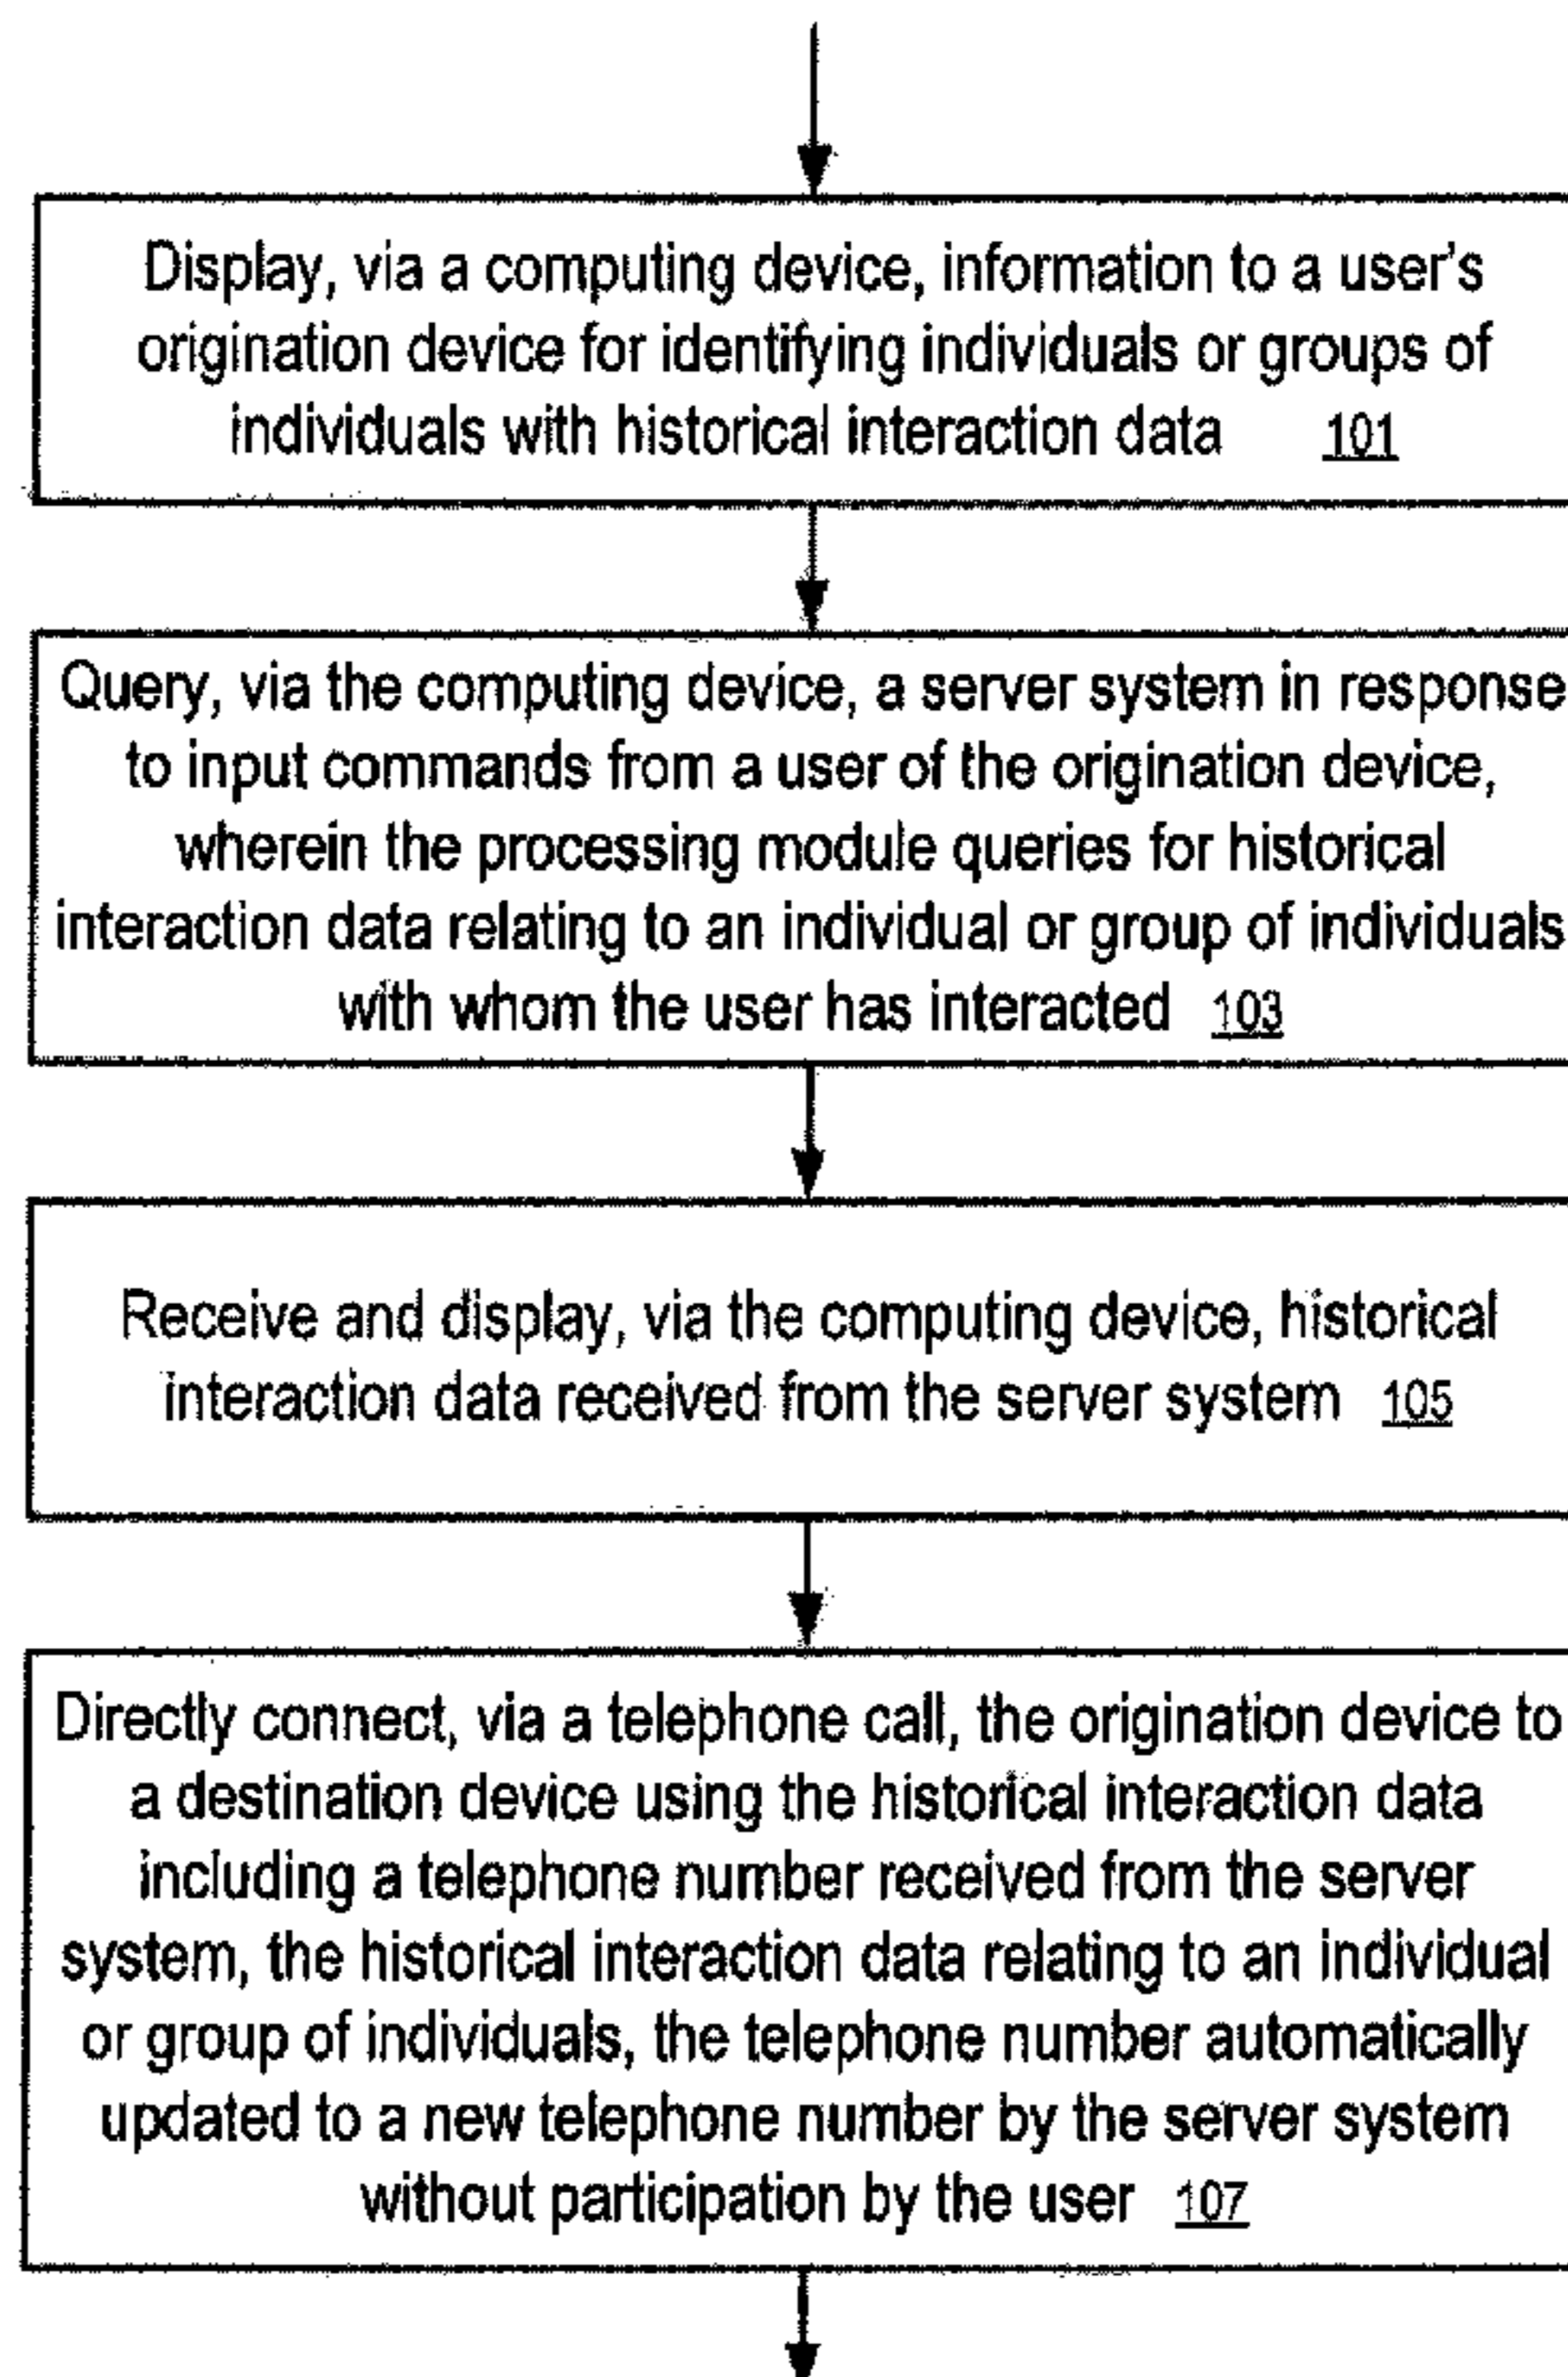 Display, via a computing device, information to a user's
origination device for identifying individuals or groups of
individuals with historical interaction data 101
Query, via the computing device, a server system in response
to input commands from a user of the origination device,
wherein the processing module queries for historical
interaction data relating to an individual or group of individuals
with whom the user has interacted 103
Receive and display, via the computing device, historical
interaction data received from the server system 105
Directly connect, via a telephone call, the origination device to
a destination device using the historical interaction data
including a telephone number received from the server
system, the historical interaction data relating to an individual
or group of individuals, the telephone number automatically
updated to a new telephone number by the server system
without participation by the user 107